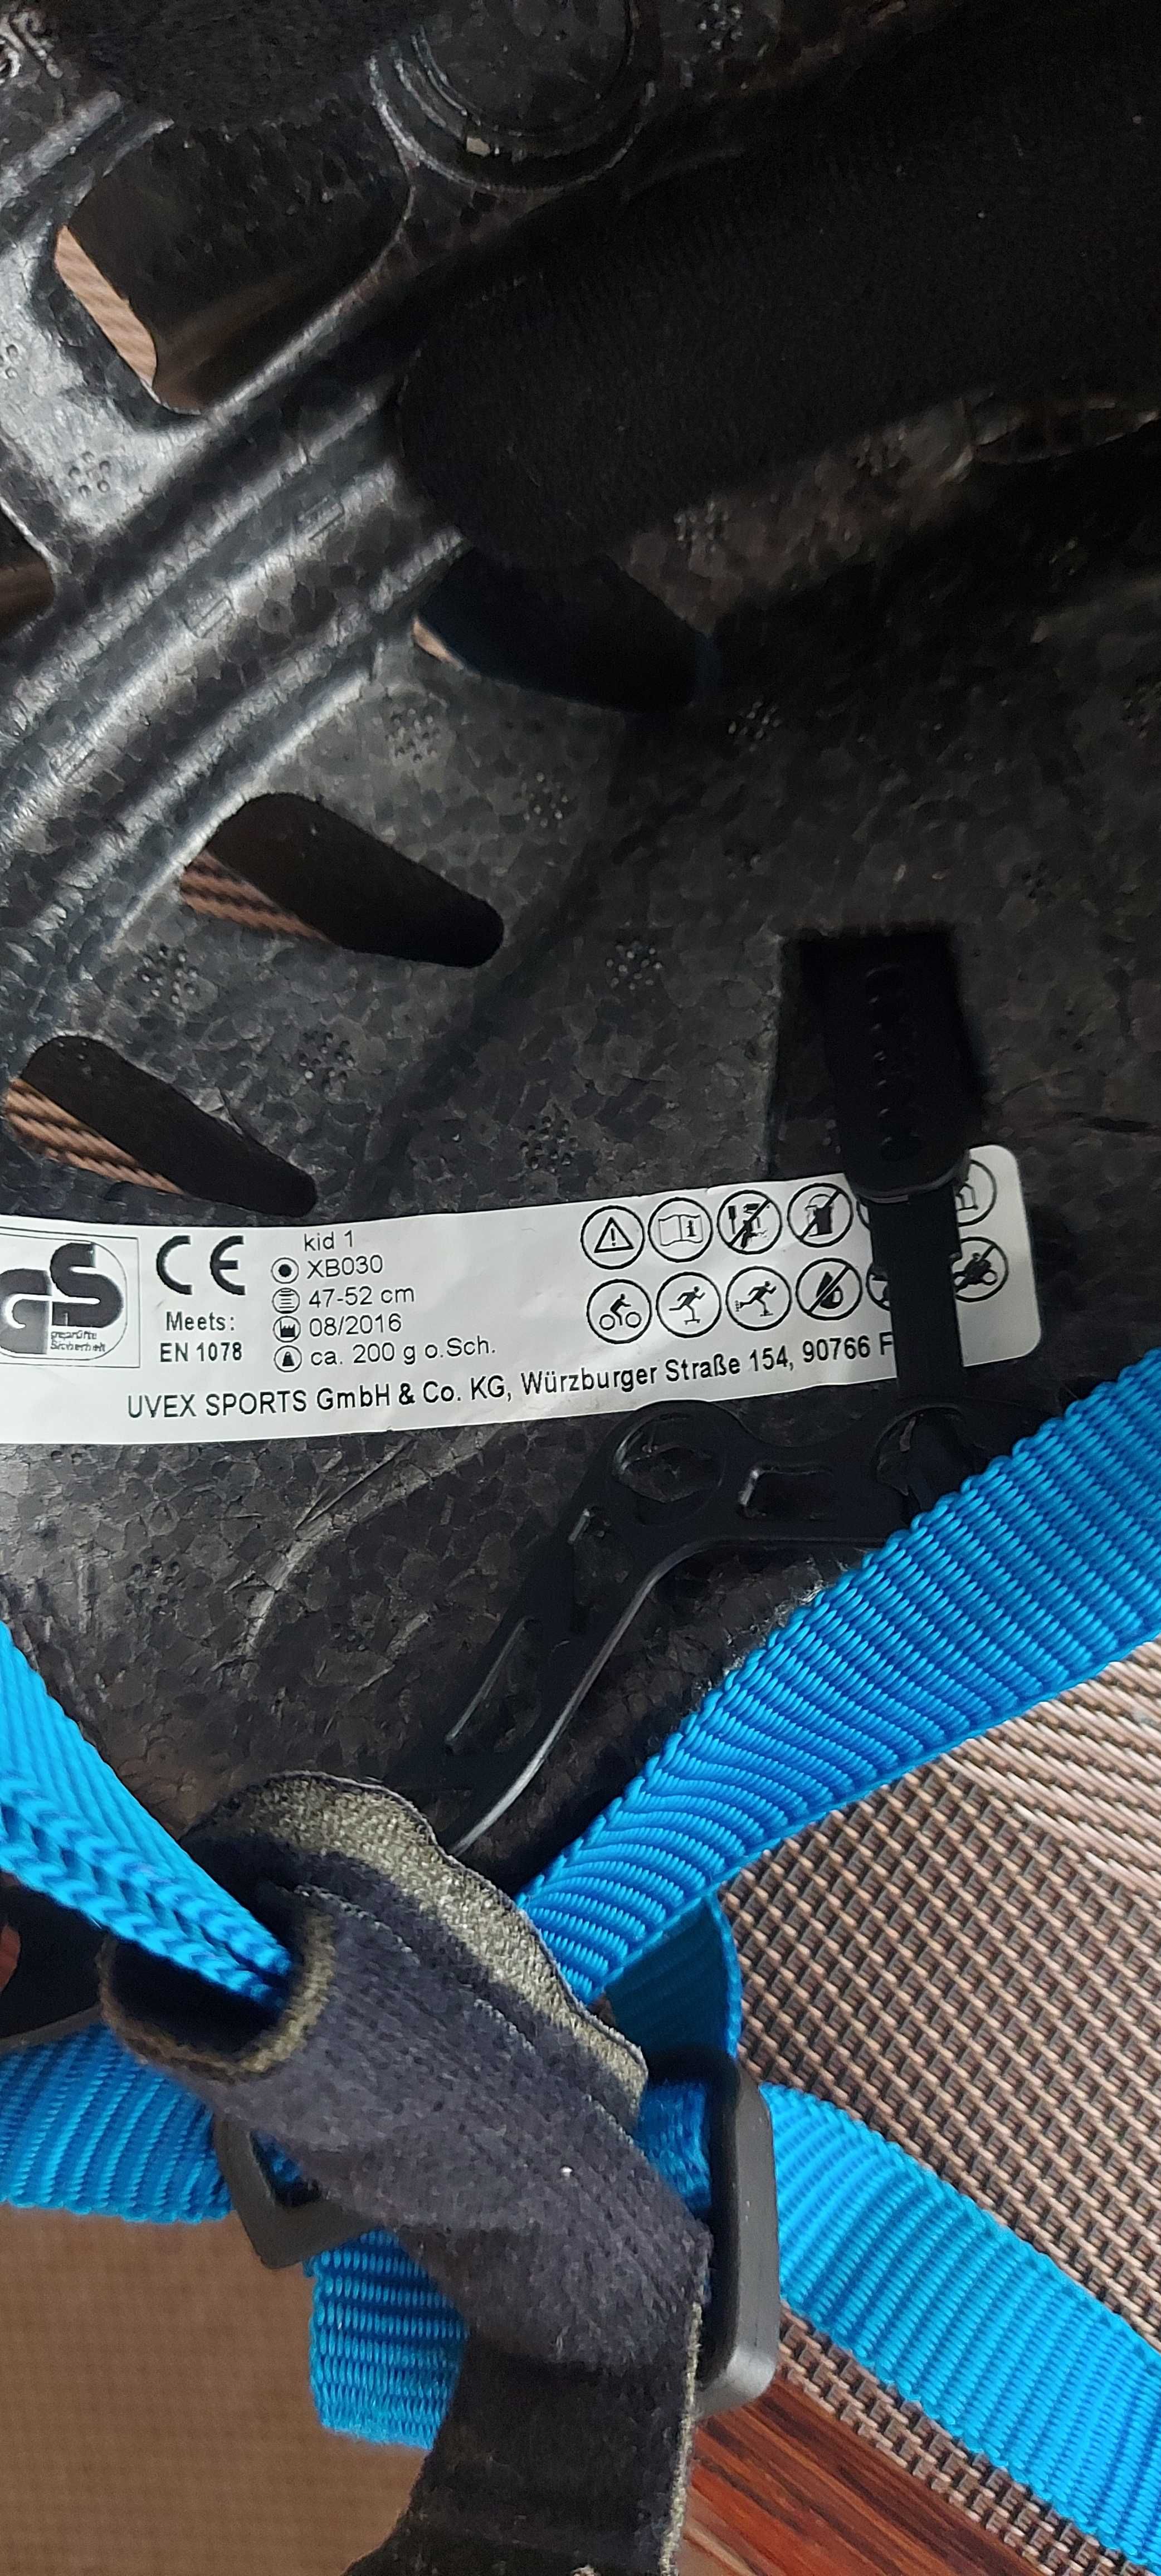 GS
geprüfte
Sicherheit
CE
Meets:
EN 1078
kid 1
XB030
47-52 cm
08/2016
ca. 200 g o.Sch.
UVEX SPORTS GmbH & Co. KG, Würzburger Straße 154, 90766 F